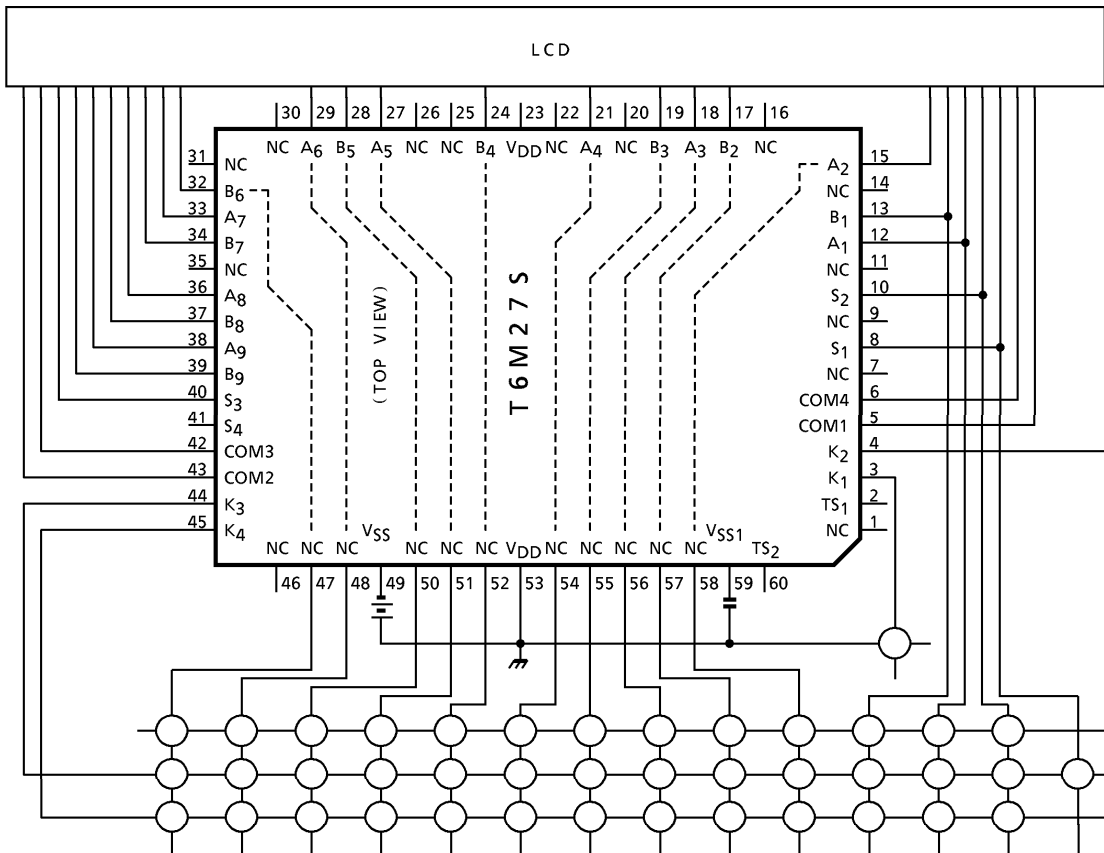 LCD
30 29 28 27 26 25 24 23 22 21 20 19 18 17 16
NC A6 B5 A5 NC NC B4 VDD NC A4 NC B3 A3 B2 NC
31 NC
32 B6
33 A7
34 B7
35 NC
36 A8
37 B8
38 A9
39 B9
40 S3
41 S4
42 COM3
43 COM2
44 K3
45 K4
(TOP VIEW)
T6M27S
A2 15
NC 14
B1 13
A1 12
NC 11
S2 10
NC 9
S1 8
NC 7
COM4 6
COM1 5
K2 4
K1 3
TS1 2
NC 1
NC NC NC VSS NC NC NC VDD NC NC NC NC NC VSS1 TS2
46 47 48 49 50 51 52 53 54 55 56 57 58 59 60